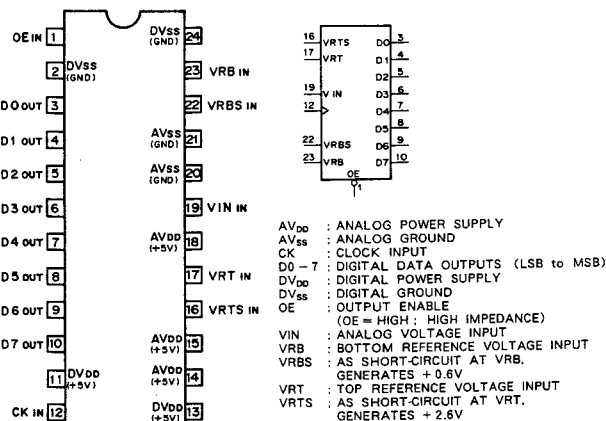 OE IN 1
2 DVss (GND)
D0 OUT 3
D1 OUT 4
D2 OUT 5
D3 OUT 6
D4 OUT 7
D5 OUT 8
D6 OUT 9
D7 OUT 10
11 DVDD (+5V)
CK IN 12
DVss (GND) 24
23 VRB IN
22 VRBS IN
AVss (GND) 21
AVss (GND) 20
19 VIN IN
AVDD (+5V) 18
17 VRT IN
16 VRTS IN
AVDD (+5V) 15
AVDD (+5V) 14
DVDD (+5V) 13
16 VRTS D0 3
17 VRT D1 4
D2 5
19 V IN D3 6
12 D4 7
D5 8
22 VRBS D6 9
23 VRB D7 10
OE
1
AVDD : ANALOG POWER SUPPLY
AVss : ANALOG GROUND
CK : CLOCK INPUT
D0 – 7 : DIGITAL DATA OUTPUTS (LSB to MSB)
DVDD : DIGITAL POWER SUPPLY
DVss : DIGITAL GROUND
OE : OUTPUT ENABLE
(OE = HIGH ; HIGH IMPEDANCE)
VIN : ANALOG VOLTAGE INPUT
VRB : BOTTOM REFERENCE VOLTAGE INPUT
VRBS : AS SHORT-CIRCUIT AT VRB,
GENERATES + 0.6V
VRT : TOP REFERENCE VOLTAGE INPUT
VRTS : AS SHORT-CIRCUIT AT VRT,
GENERATES + 2.6V